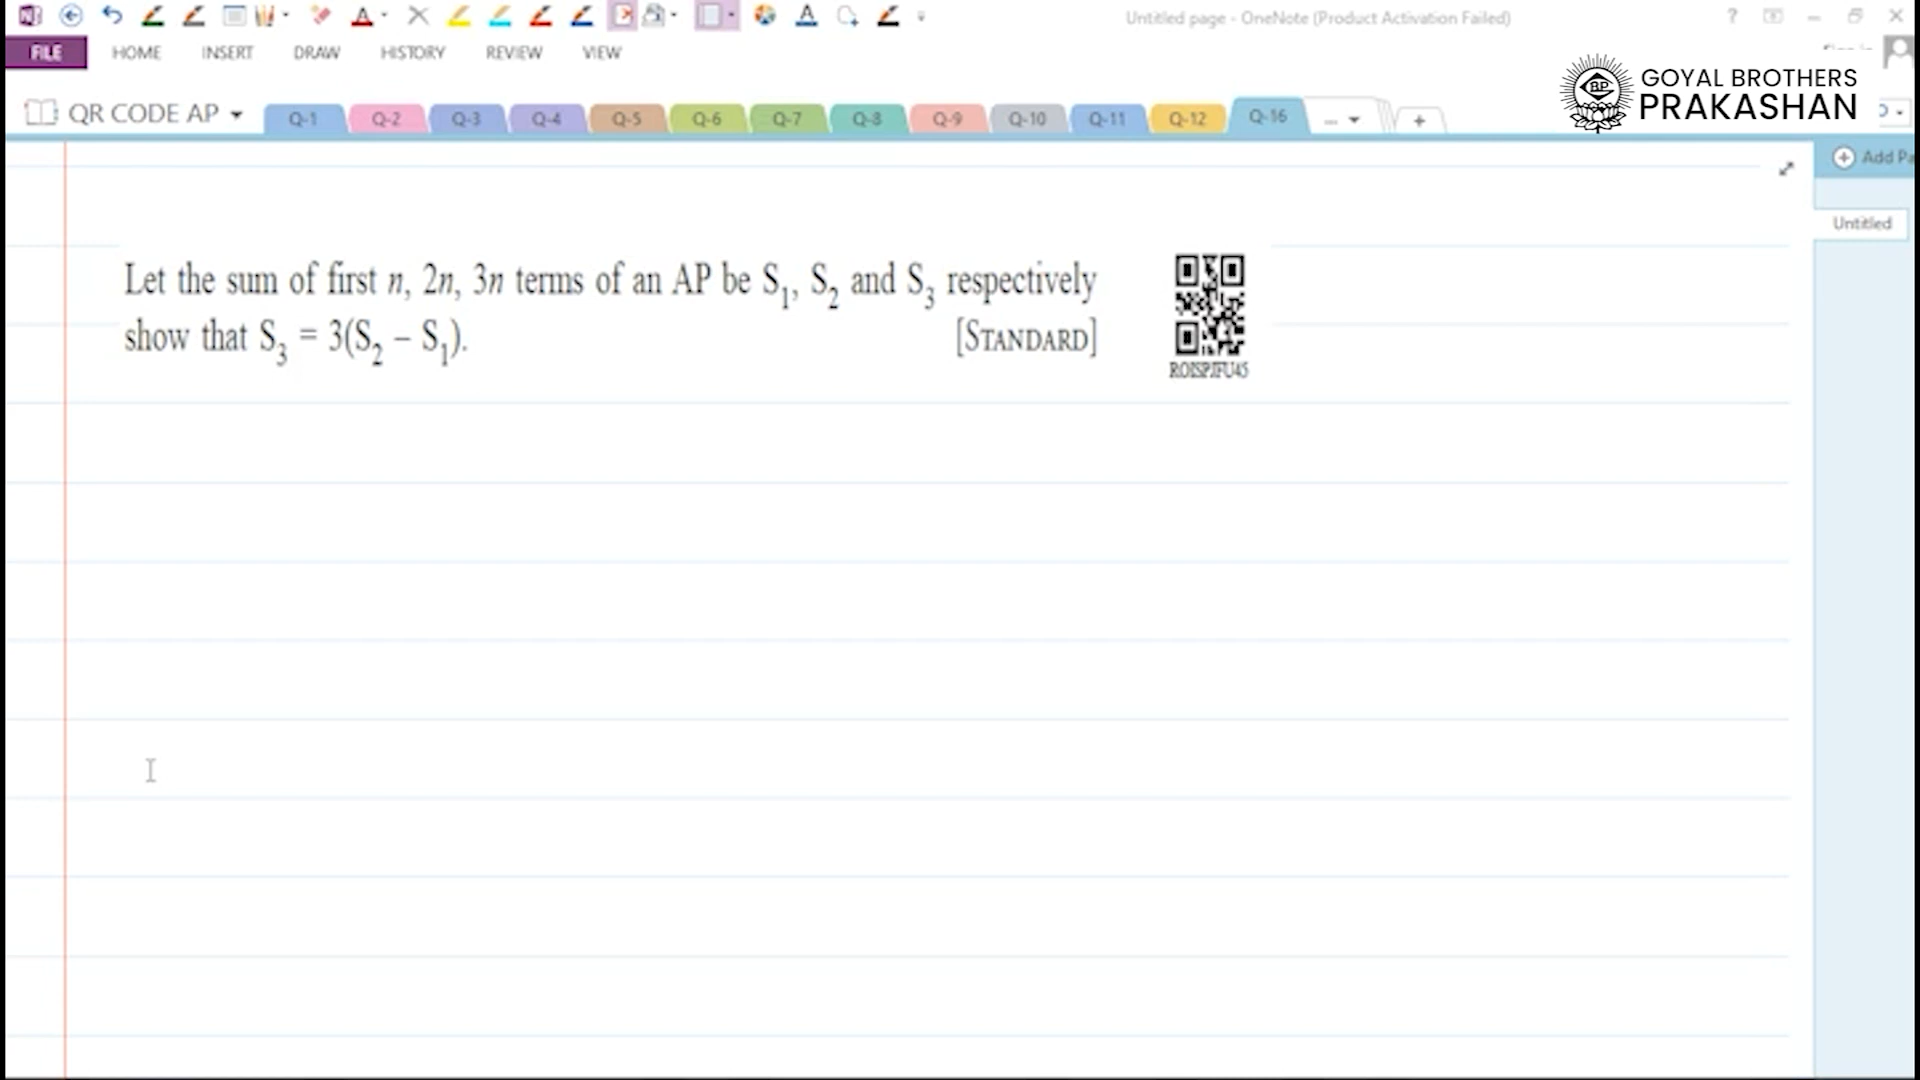 Untitled page - OneNote (Product Activation Failed)
FILE HOME INSERT DRAW HISTORY REVIEW VIEW
GOYAL BROTHERS
PRAKASHAN
QR CODE AP Q-1 Q-2 Q-3 Q-4 Q-5 Q-6 Q-7 Q-8 Q-9 Q-10 Q-11 Q-12 Q-16
Add Pa
Untitled
Let the sum of first n, 2n, 3n terms of an AP be S₁, S₂ and S₃ respectively
show that S₃ = 3(S₂ – S₁). [STANDARD]